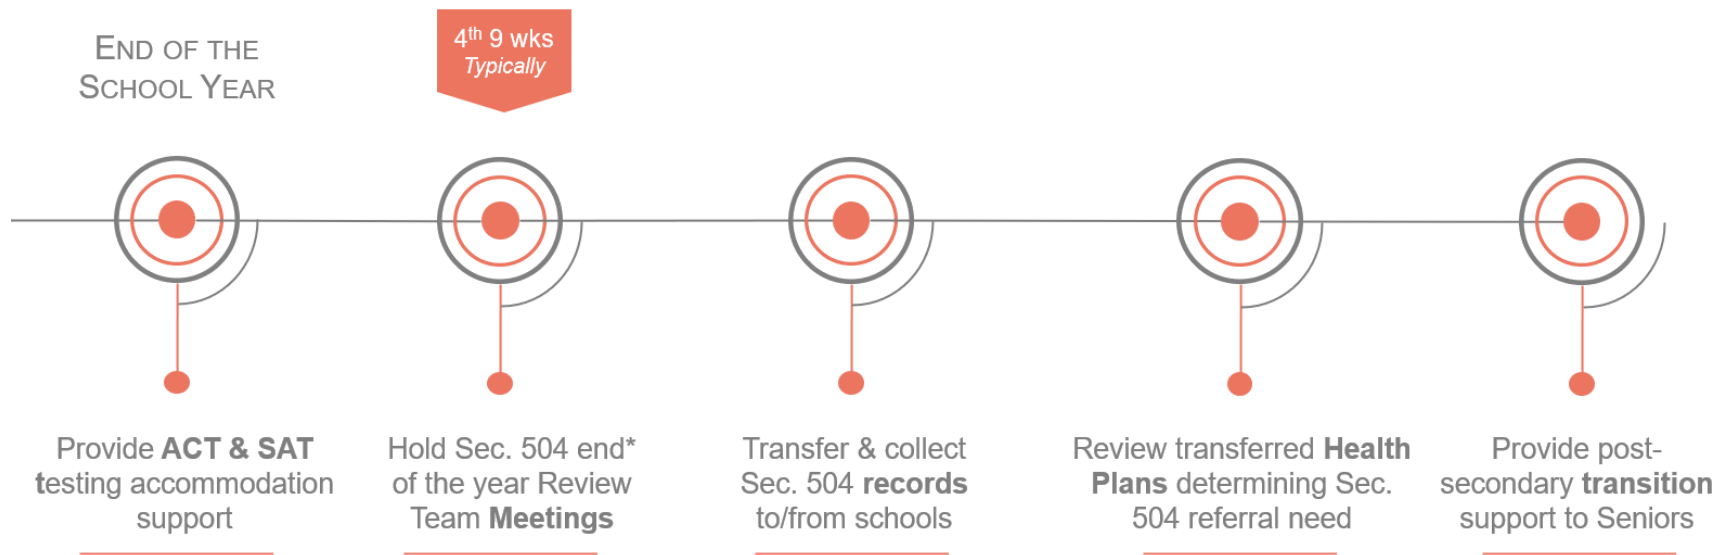 END OF THE
SCHOOL YEAR
4th 9 wks
Typically
Provide ACT & SAT
testing accommodation
support
Hold Sec. 504 end*
of the year Review
Team Meetings
Transfer & collect
Sec. 504 records
to/from schools
Review transferred Health
Plans determining Sec.
504 referral need
Provide post-
secondary transition
support to Seniors